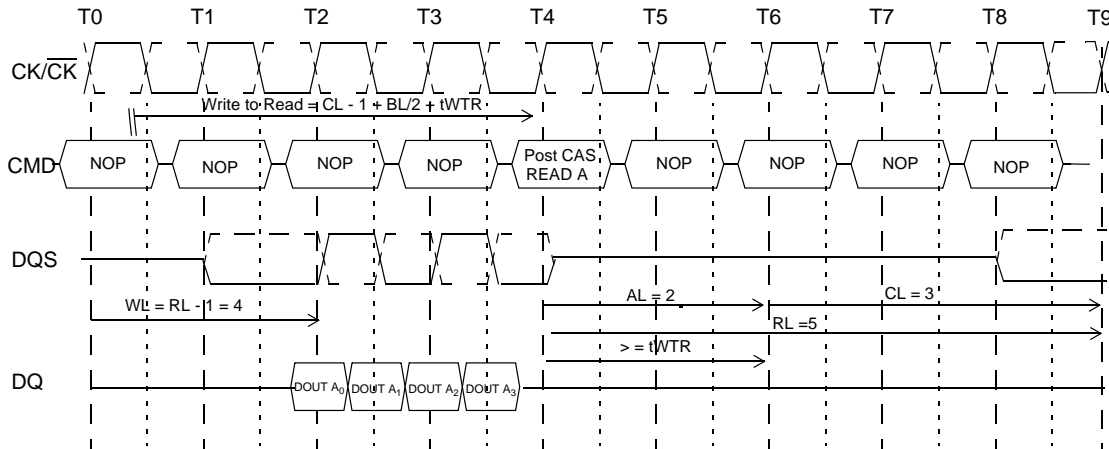 T0 T1 T2 T3 T4 T5 T6 T7 T8 T9
CK/CK
Write to Read = CL - 1 + BL/2 + tWTR
CMD NOP NOP NOP NOP Post CAS NOP NOP NOP NOP
READ A
DQS
WL = RL - 1 = 4 AL = 2 CL = 3
RL =5
> = tWTR
DQ DOUT A0 DOUT A1 DOUT A2 DOUT A3